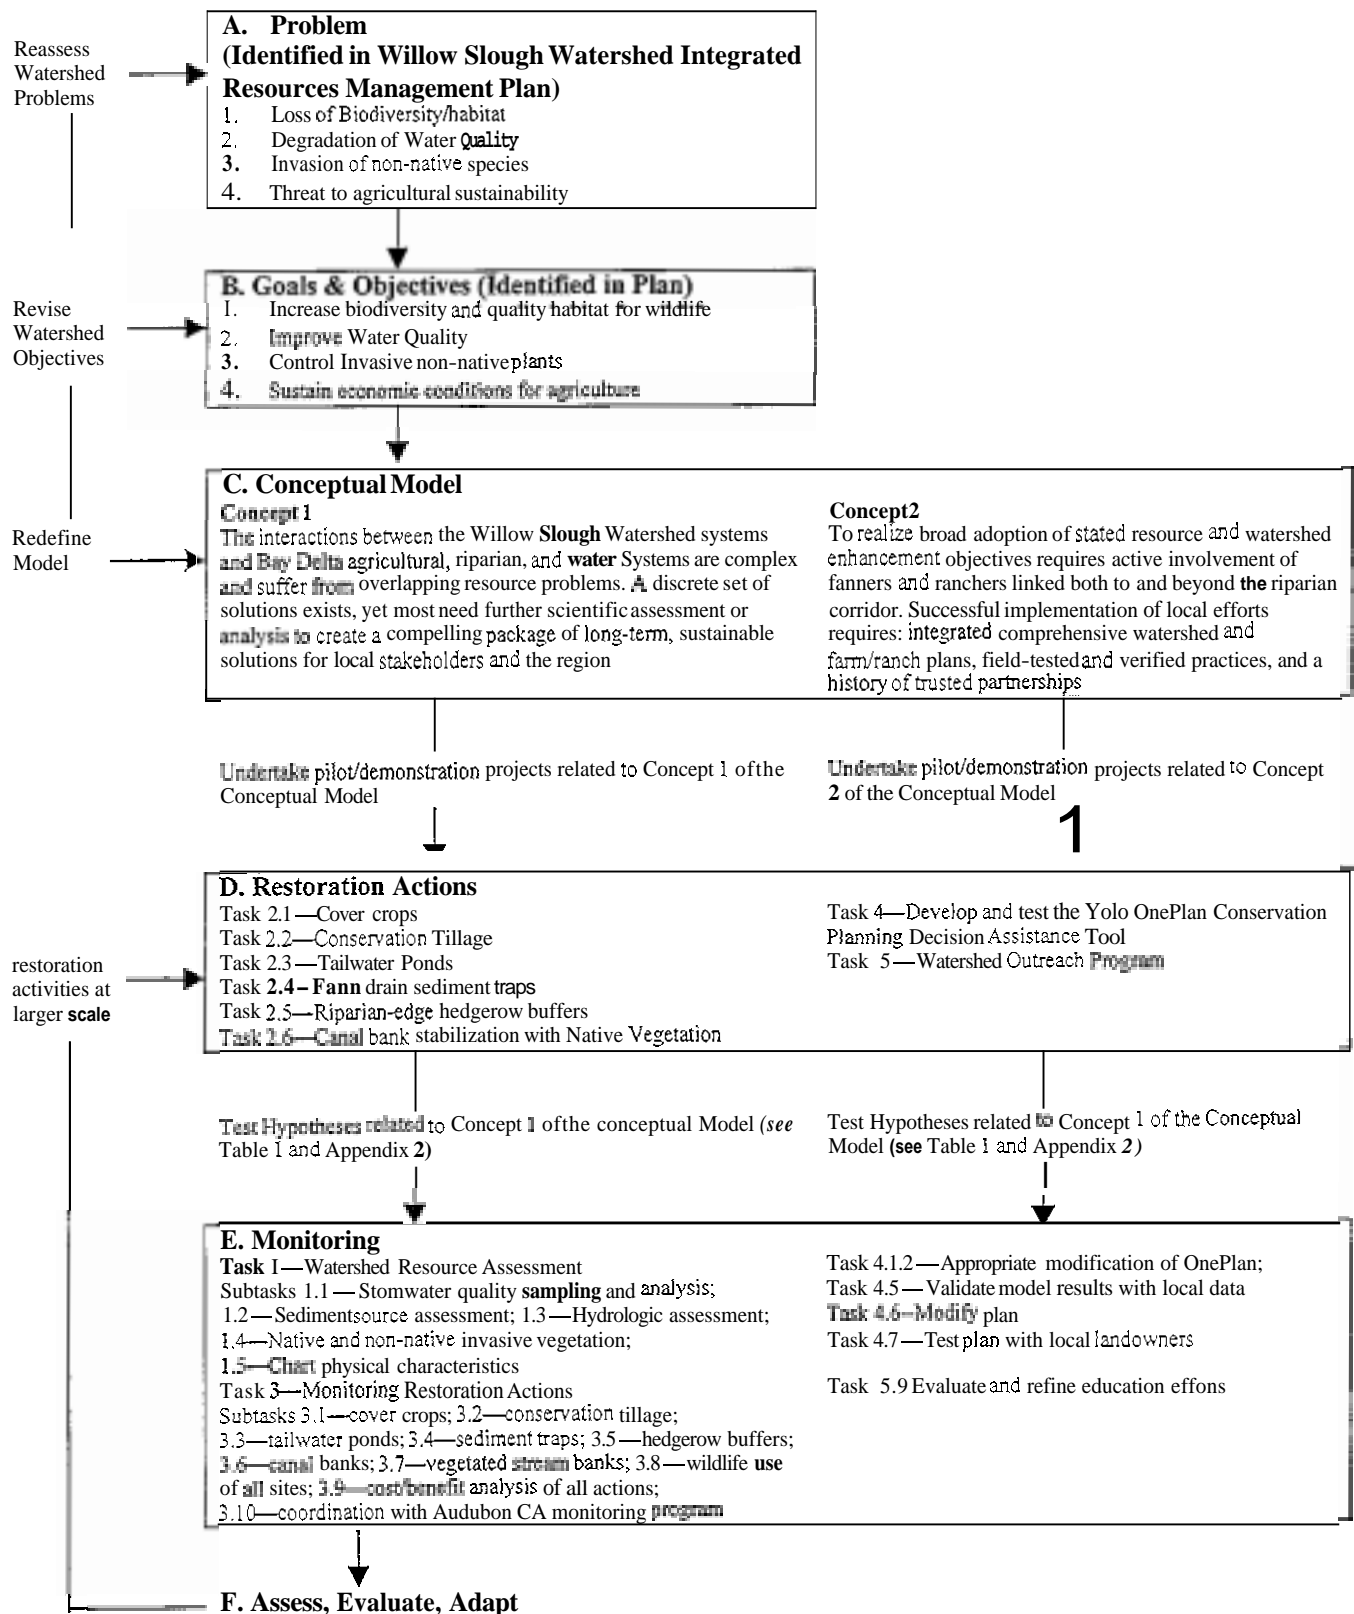 Reassess
Watershed
Problems
A. Problem
(Identified in Willow Slough Watershed Integrated
Resources Management Plan)
1. Loss of Biodiversity/habitat
2. Degradation of Water Quality
3. Invasion of non-native species
4. Threat to agricultural sustainability
Revise
Watershed
Objectives
B. Goals & Objectives (Identified in Plan)
1. Increase biodiversity and quality habitat for wildlife
2. Improve Water Quality
3. Control Invasive non-native plants
4. Sustain economic conditions for agriculture
Redefine
Model
C. Conceptual Model
Concept 1
The interactions between the Willow Slough Watershed systems
and Bay Delta agricultural, riparian, and water Systems are complex
and suffer from overlapping resource problems. A discrete set of
solutions exists, yet most need further scientific assessment or
analysis to create a compelling package of long-term, sustainable
solutions for local stakeholders and the region
Concept2
To realize broad adoption of stated resource and watershed
enhancement objectives requires active involvement of
fanners and ranchers linked both to and beyond the riparian
corridor. Successful implementation of local efforts
requires: integrated comprehensive watershed and
farm/ranch plans, field-tested and verified practices, and a
history of trusted partnerships
Undertake pilot/demonstration projects related to Concept 1 of the
Conceptual Model
Undertake pilot/demonstration projects related to Concept
2 of the Conceptual Model
1
restoration
activities at
larger scale
D. Restoration Actions
Task 2.1—Cover crops
Task 2.2—Conservation Tillage
Task 2.3—Tailwater Ponds
Task 2.4–Fann drain sediment traps
Task 2.5—Riparian-edge hedgerow buffers
Task 2.6—Canal bank stabilization with Native Vegetation
Task 4—Develop and test the Yolo OnePlan Conservation
Planning Decision Assistance Tool
Task 5—Watershed Outreach Program
Test Hypotheses related to Concept 1 of the conceptual Model (see
Table I and Appendix 2)
Test Hypotheses related to Concept 1 of the Conceptual
Model (see Table 1 and Appendix 2)
E. Monitoring
Task I—Watershed Resource Assessment
Subtasks 1.1—Stomwater quality sampling and analysis;
1.2—Sediment source assessment; 1.3—Hydrologic assessment;
1.4—Native and non-native invasive vegetation;
1.5—Chart physical characteristics
Task 3—Monitoring Restoration Actions
Subtasks 3.1—cover crops; 3.2—conservation tillage;
3.3—tailwater ponds; 3.4—sediment traps; 3.5—hedgerow buffers;
3.6—canal banks; 3.7—vegetated stream banks; 3.8—wildlife use
of all sites; 3.9—cost/benefit analysis of all actions;
3.10—coordination with Audubon CA monitoring program
Task 4.1.2—Appropriate modification of OnePlan;
Task 4.5—Validate model results with local data
Task 4.6–Modify plan
Task 4.7—Test plan with local landowners
Task 5.9 Evaluate and refine education effons
F. Assess, Evaluate, Adapt